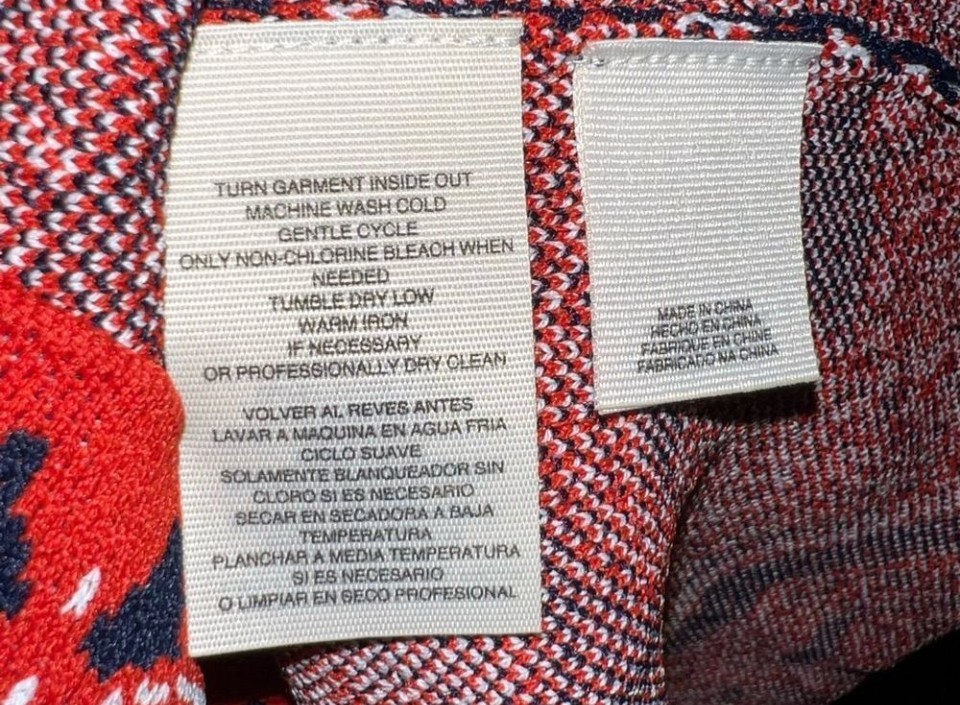 TURN GARMENT INSIDE OUT
MACHINE WASH COLD
GENTLE CYCLE
ONLY NON-CHLORINE BLEACH WHEN
NEEDED
TUMBLE DRY LOW
WARM IRON
IF NECESSARY
OR PROFESSIONALLY DRY CLEAN
VOLVER AL REVES ANTES
LAVAR A MAQUINA EN AGUA FRIA
CICLO SUAVE
SOLAMENTE BLANQUEADOR SIN
CLORO SI ES NECESARIO
SECAR EN SECADORA A BAJA
TEMPERATURA
PLANCHAR A MEDIA TEMPERATURA
SI ES NECESARIO
O LIMPIAR EN SECO PROFESIONAL
MADE IN CHINA
HECHO EN CHINA
FABRIQUE EN CHINE
FABRICADO NA CHINA